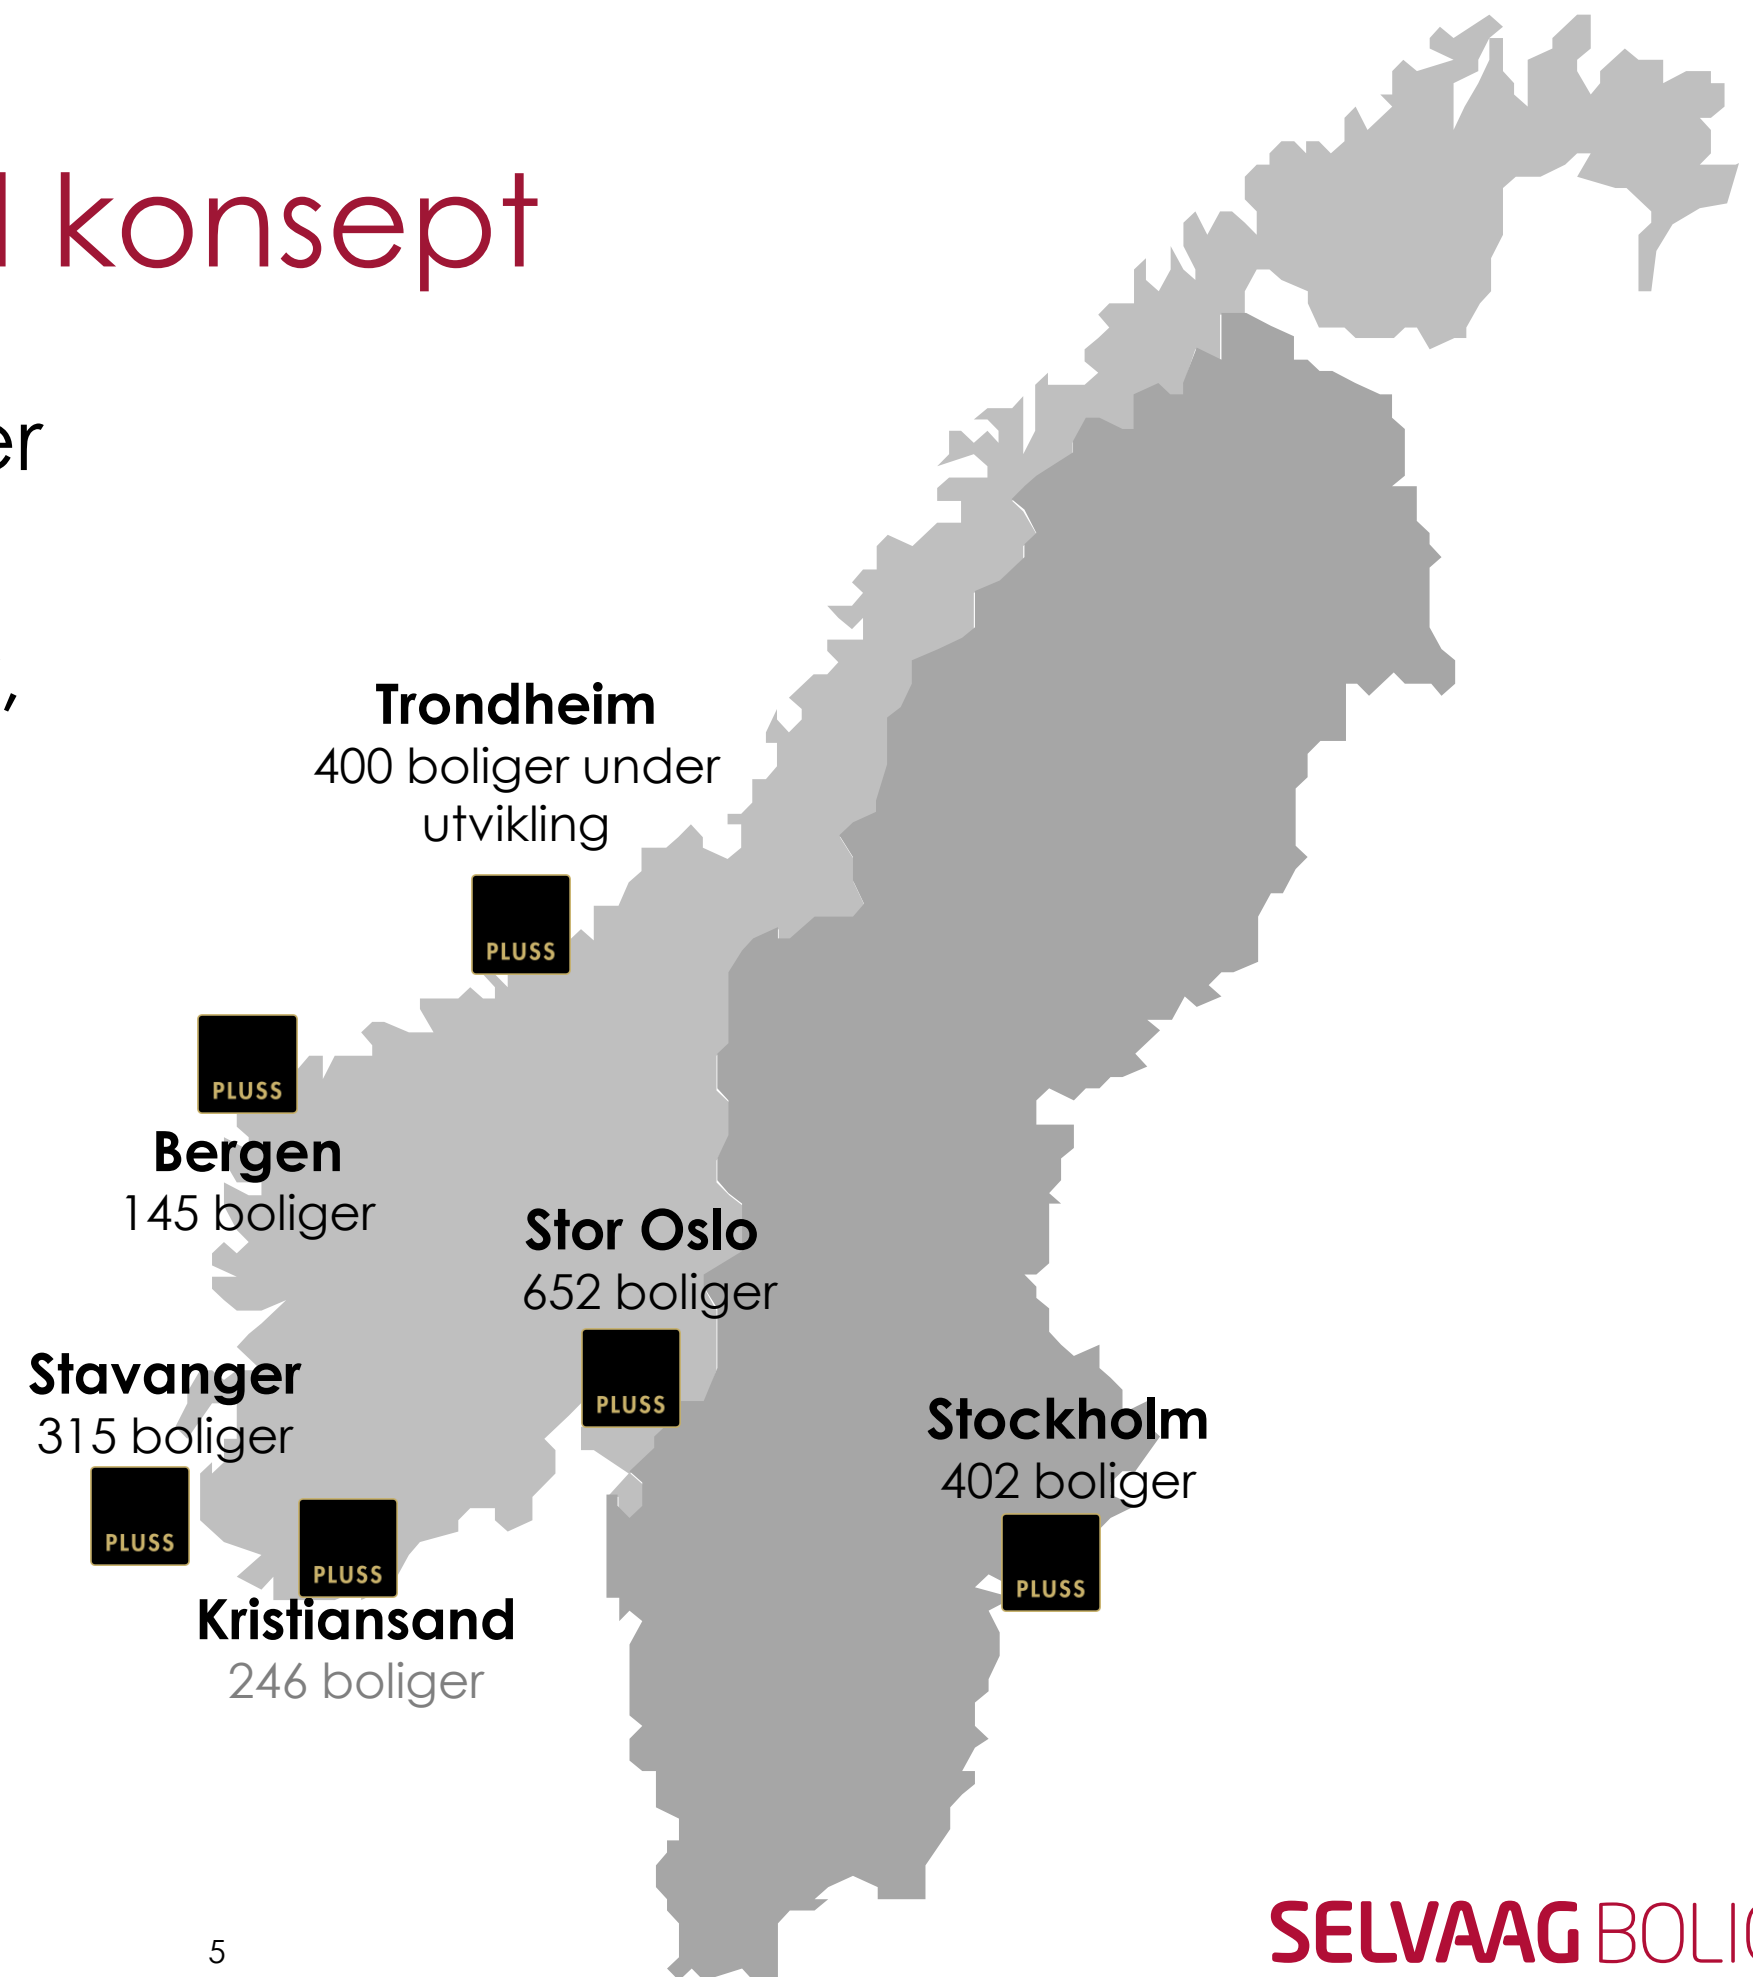 l konsept
er
,
Trondheim
400 boliger under
utvikling
PLUSS
PLUSS
Bergen
145 boliger
Stor Oslo
652 boliger
PLUSS
Stavanger
315 boliger
PLUSS
Stockholm
402 boliger
PLUSS
PLUSS
Kristiansand
246 boliger
SELVAAG BOLIG
5